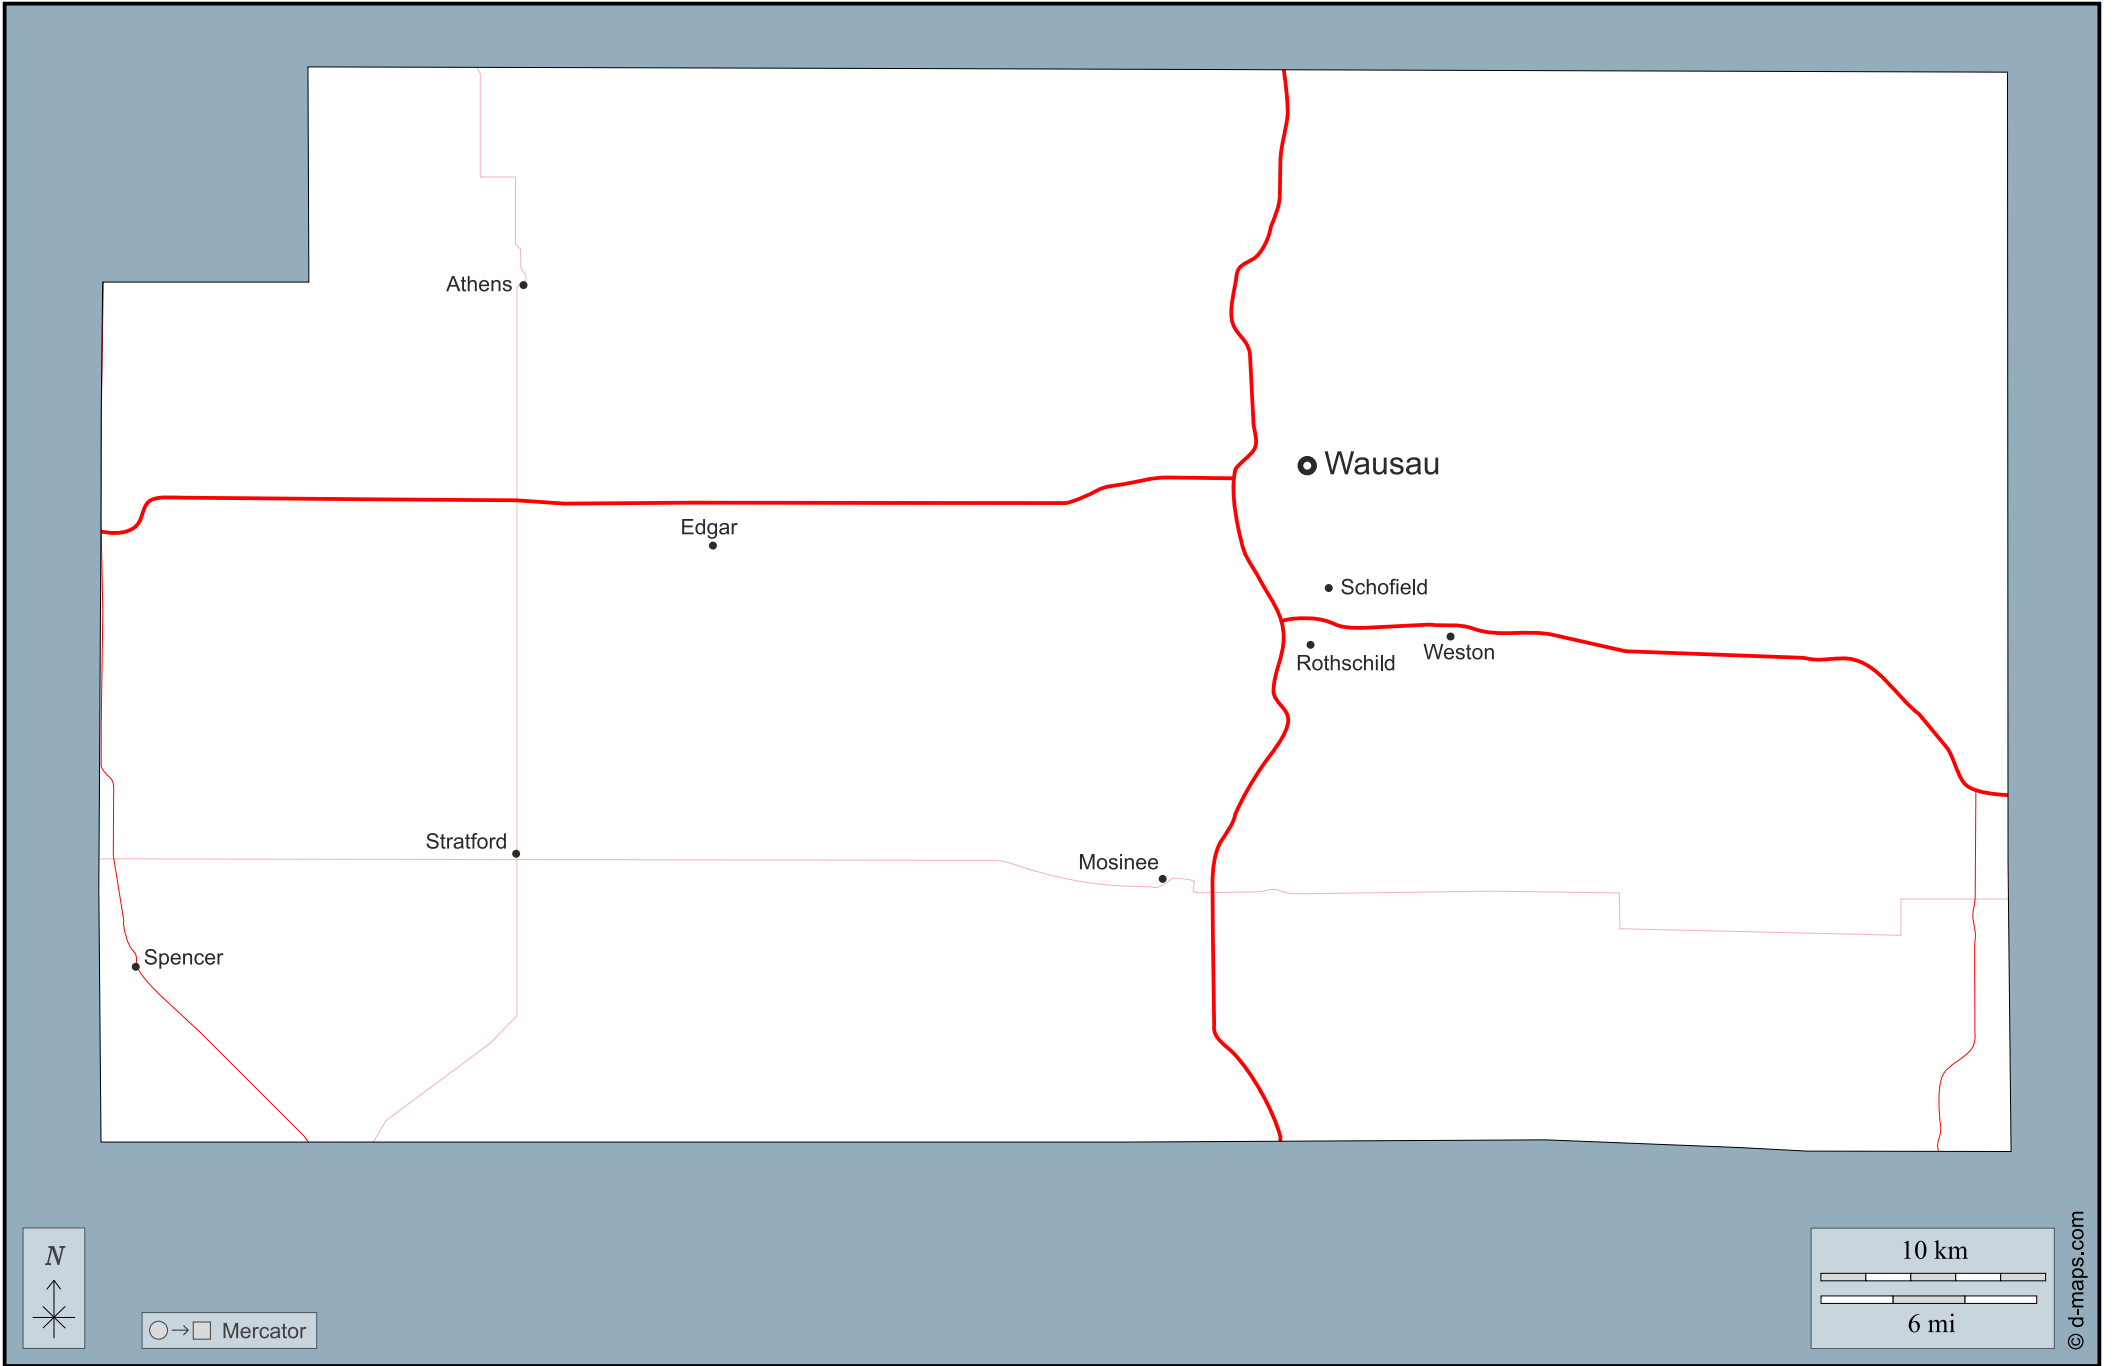 Athens
Wausau
Edgar
Schofield
Rothschild
Weston
Stratford
Mosinee
Spencer
N
Mercator
10 km
6 mi
© d-maps.com